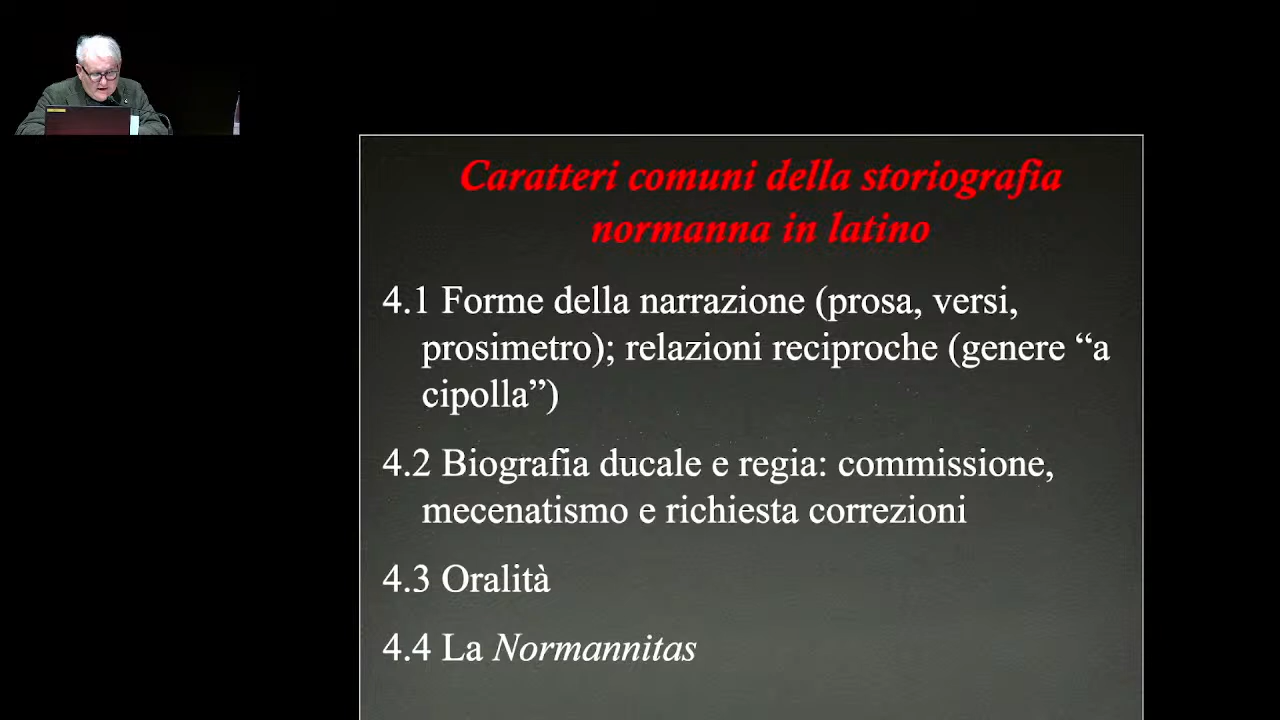 Caratteri comuni della storiografia
normanna in latino
4.1 Forme della narrazione (prosa, versi,
prosimetro); relazioni reciproche (genere “a
cipolla”)
4.2 Biografia ducale e regia: commissione,
mecenatismo e richiesta correzioni
4.3 Oralità
4.4 La Normannitas